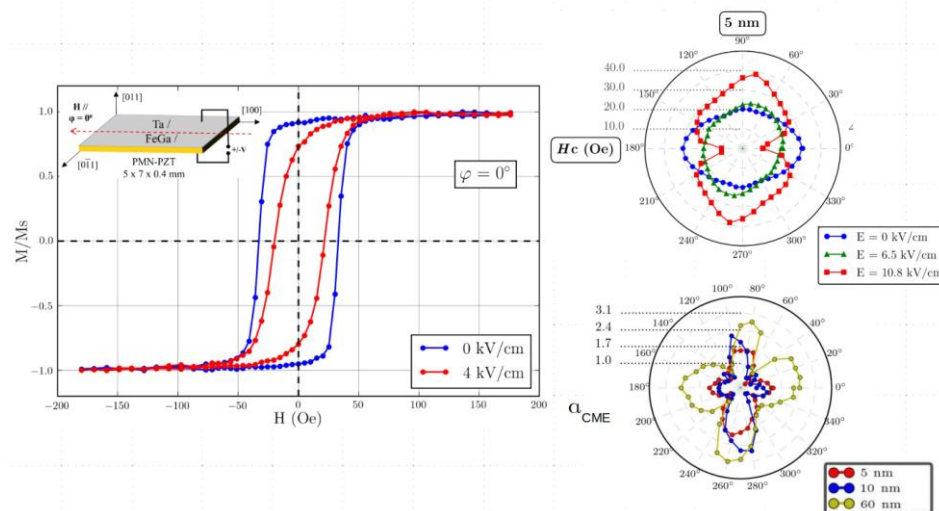 [011]
H //
φ = 0°
[100]
Ta /
FeGa /
+/-V
[01̄1]
PMN-PZT
5 x 7 x 0.4 mm
φ = 0°
1.0
0.5
0.0
−0.5
−1.0
M/Ms
−200
−150
−100
−50
0
50
100
150
200
H (Oe)
0 kV/cm
4 kV/cm
5 nm
90°
120°
60°
40.0
30.0
150°
20.0
10.0
Hc (Oe)
180°
0°
210°
330°
240°
300°
270°
E = 0 kV/cm
E = 6.5 kV/cm
E = 10.8 kV/cm
100°
80°
120°
60°
3.1
2.4
140°
1.7
40°
160°
1.0
20°
180°
0°
α
CME
200°
340°
220°
320°
240°
300°
260°
280°
5 nm
10 nm
60 nm